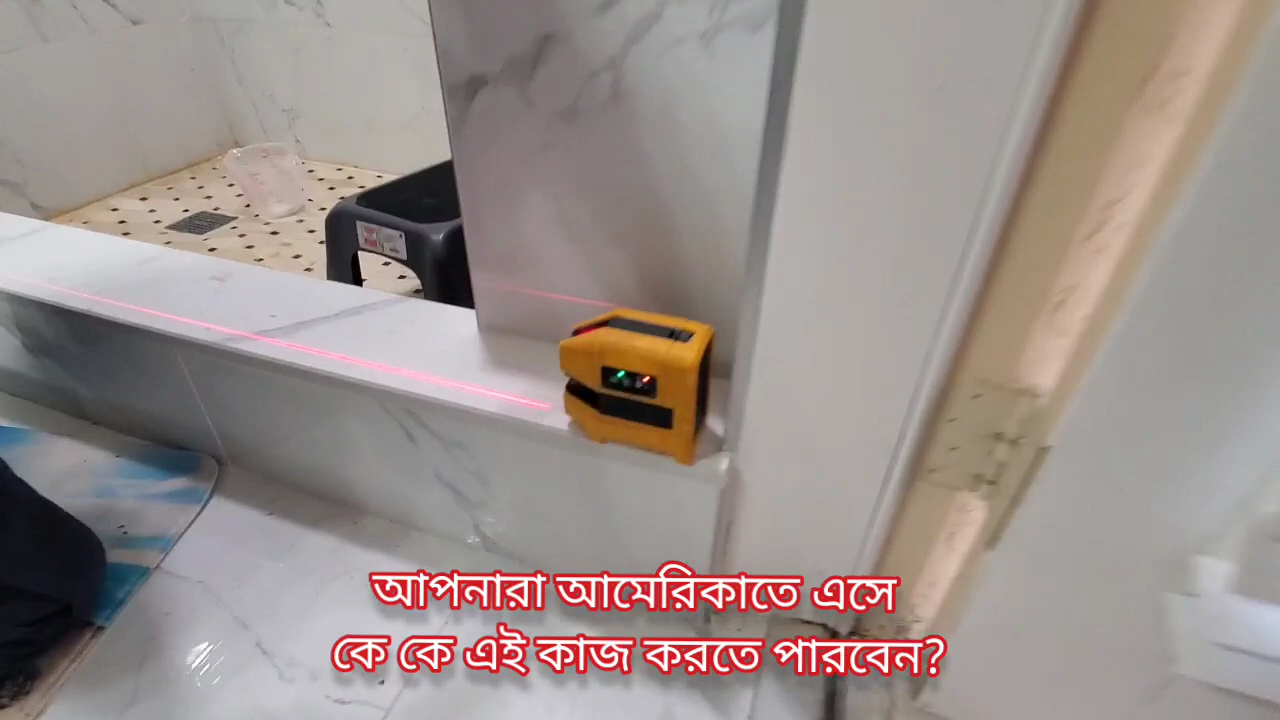 আপনারা আমেরিকাতে এসে
কে কে এই কাজ করতে পারবেন?